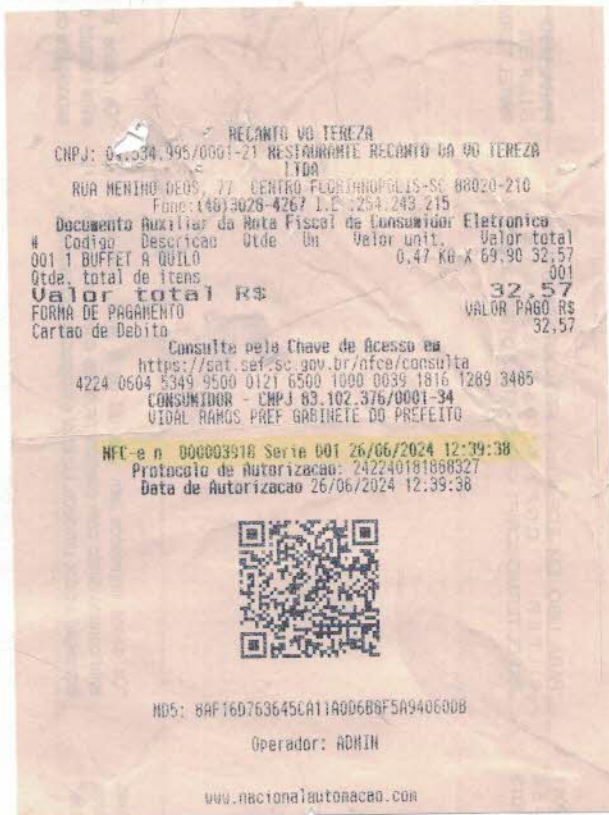 RECANTO VO TEREZA
CNPJ: 04.534.995/0001-21 RESTAURANTE RECANTO DA VO TEREZA
LTDA
RUA MENINO DEOS, 77 CENTRO FLORIANOPOLIS-SC 88020-210
Fone:(48)3028-4267 I.E.:254.243.215
Documento Auxiliar da Nota Fiscal de Consumidor Eletronica
# Codigo Descricao Qtde Un Valor unit. Valor total
001 1 BUFFET A QUILO 0,47 KG X 69,90 32,57
Qtde. total de itens 001
Valor total R$ 32,57
FORMA DE PAGAMENTO VALOR PAGO R$
Cartao de Debito 32,57
Consulte pela Chave de Acesso em
https://sat.sef.sc.gov.br/nfce/consulta
4224 0604 5349 9500 0121 6500 1000 0039 1816 1289 3485
CONSUMIDOR - CNPJ 83.102.376/0001-34
VIDAL RAMOS PREF GABINETE DO PREFEITO
NFC-e n 000003918 Serie 001 26/06/2024 12:39:38
Protocolo de Autorizacao: 242240181868327
Data de Autorizacao 26/06/2024 12:39:38
MD5: 8AF16D763645CA11A0D6B8F5A94060DB
Operador: ADMIN
www.nacionalautomacao.com